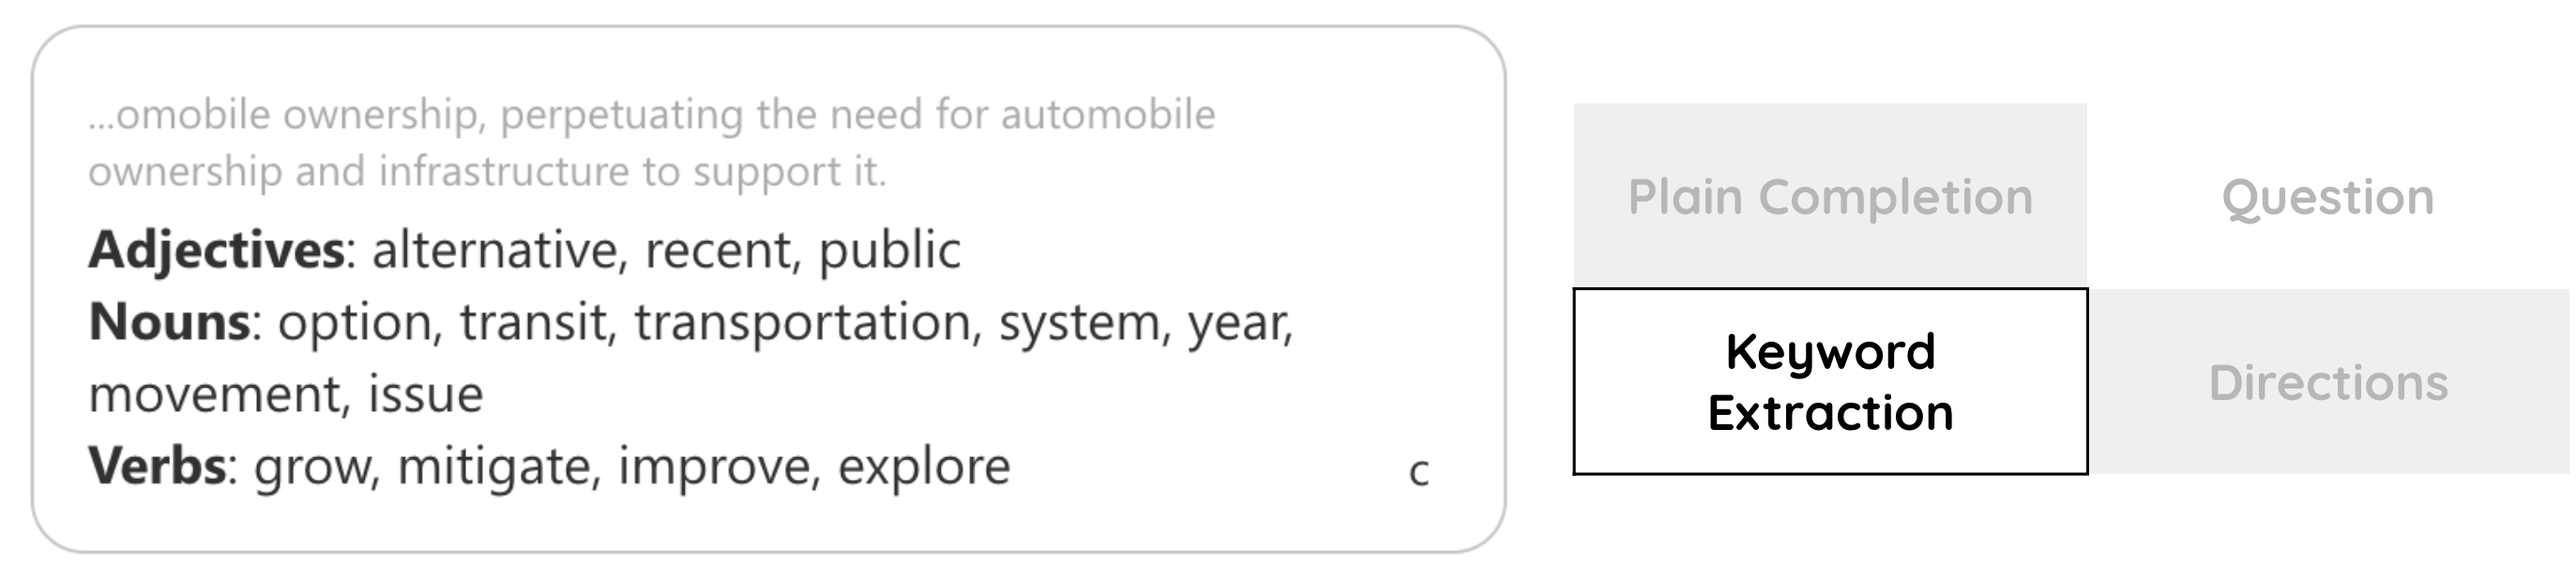 ...omobile ownership, perpetuating the need for automobile
ownership and infrastructure to support it.
Adjectives: alternative, recent, public
Nouns: option, transit, transportation, system, year,
movement, issue
Verbs: grow, mitigate, improve, explore
c
Plain Completion
Question
Keyword
Extraction
Directions